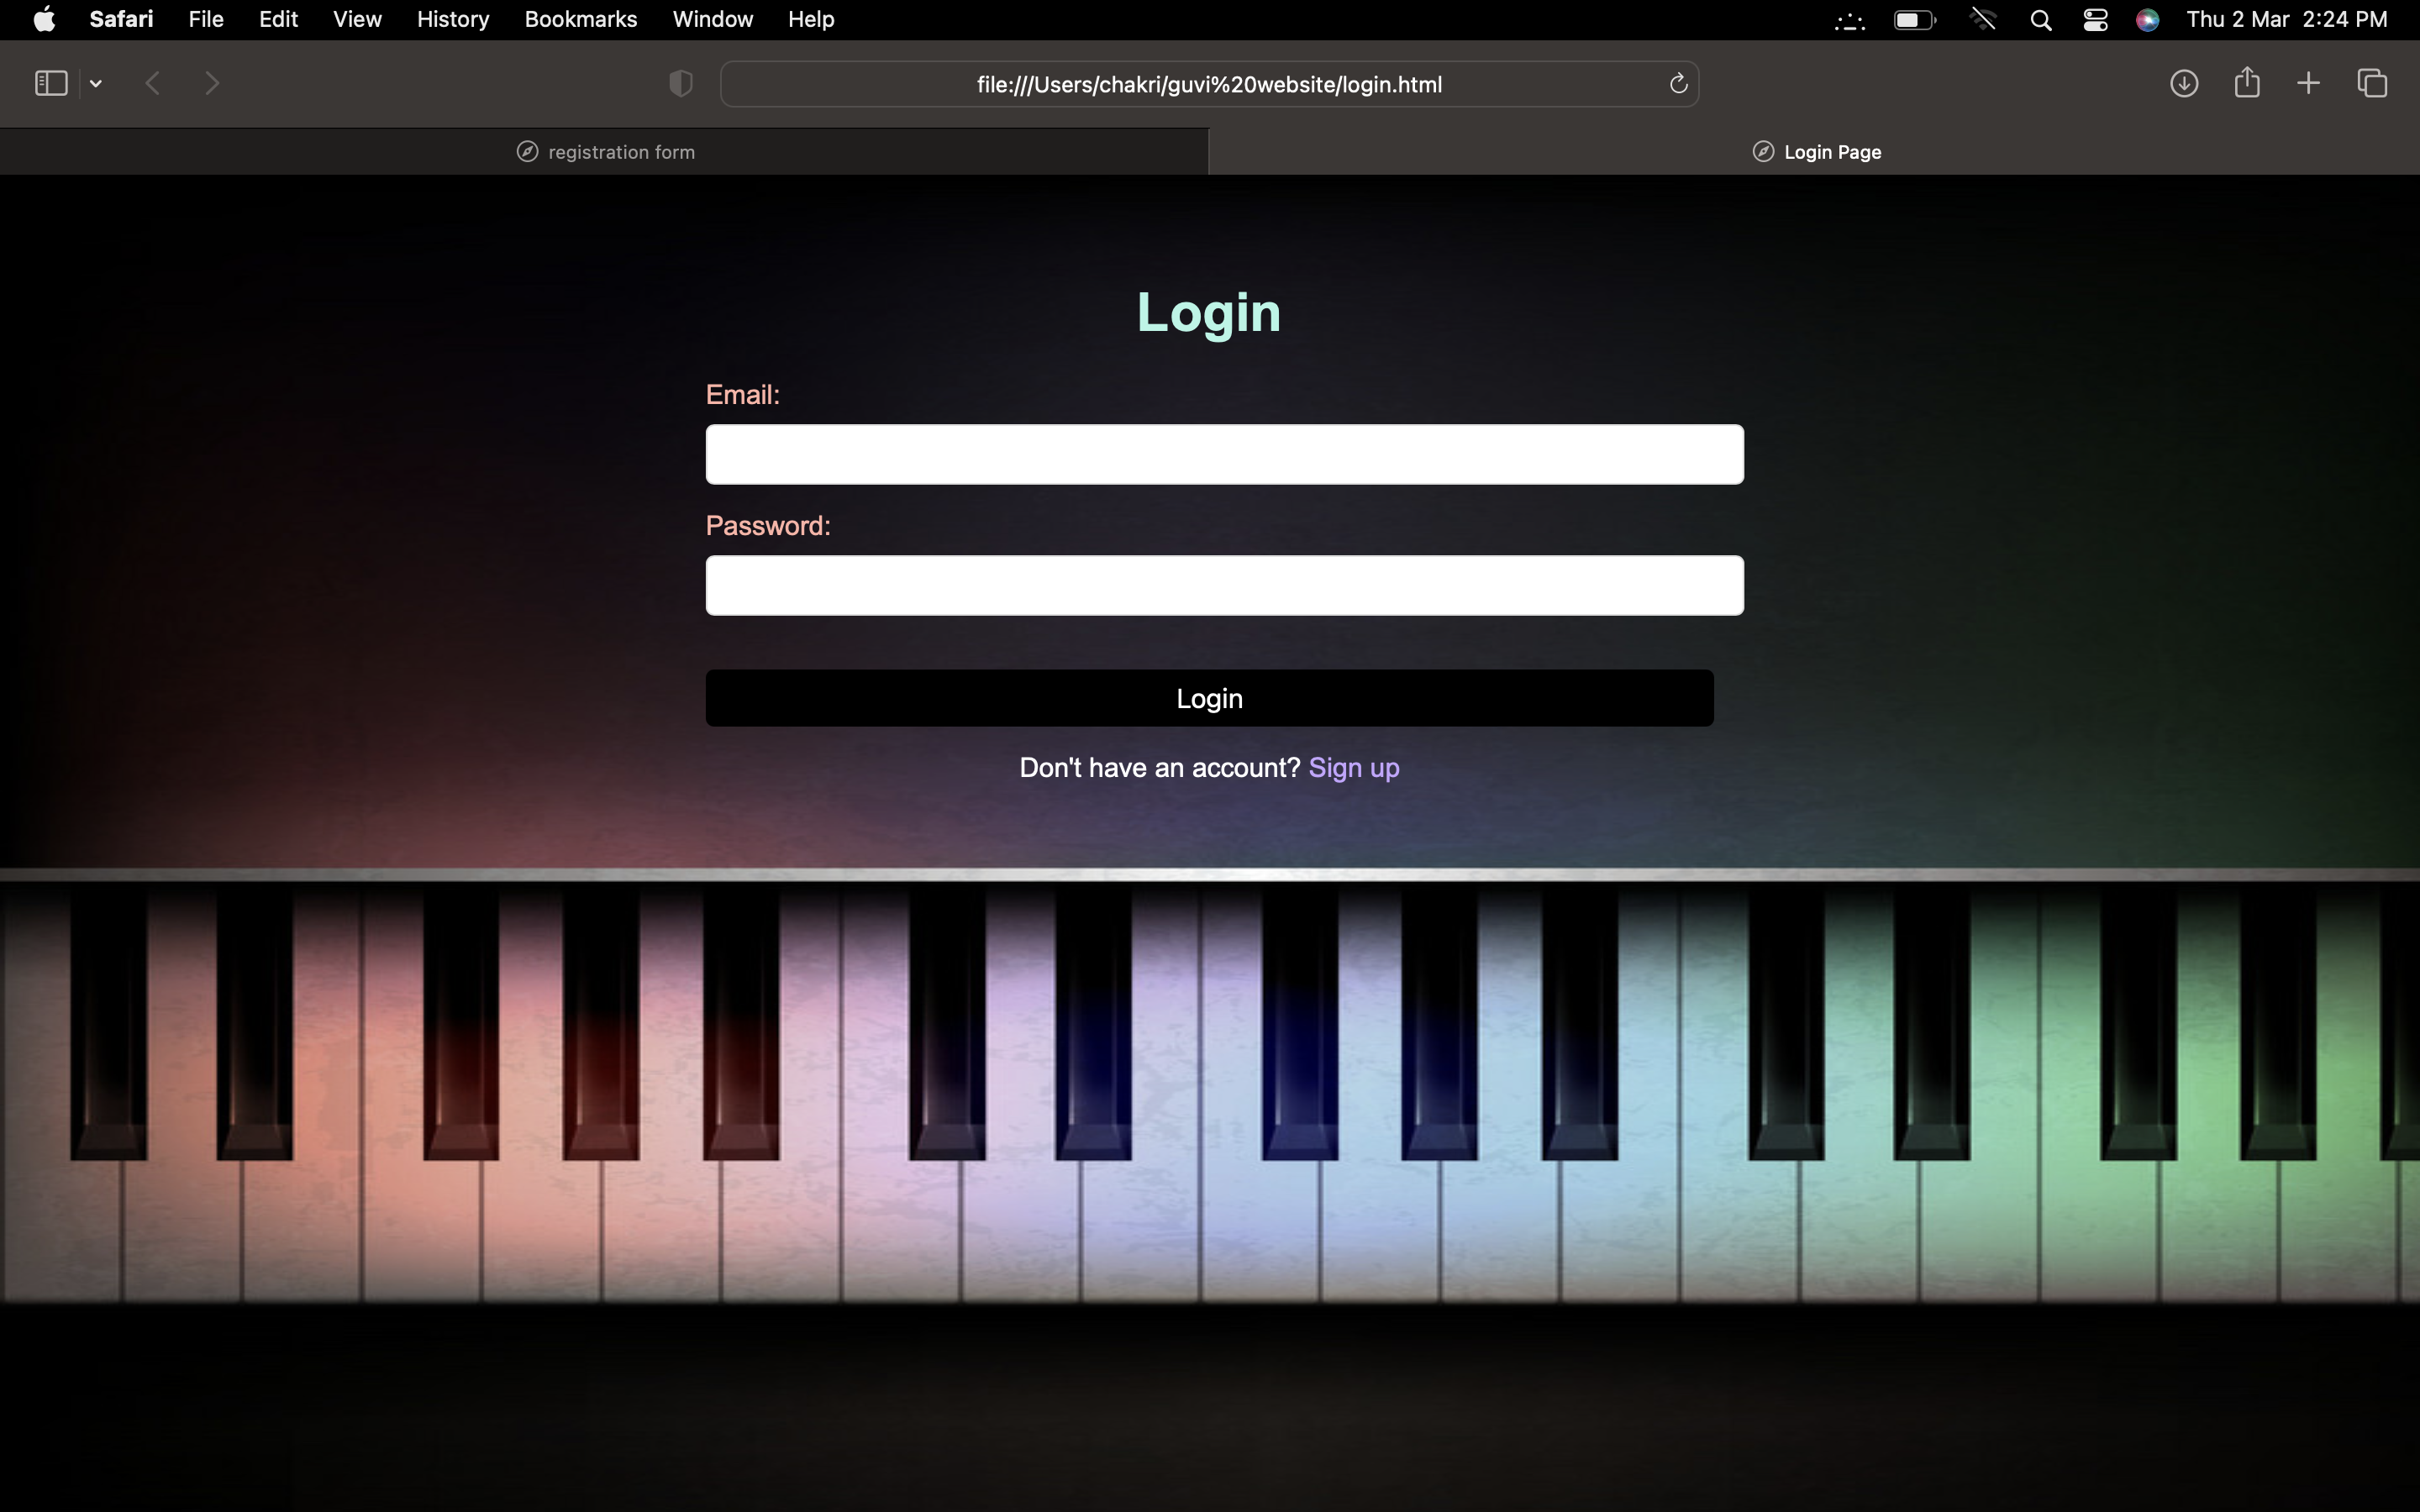 Safari File Edit View History Bookmarks Window Help Thu 2 Mar 2:24 PM
file:///Users/chakri/guvi%20website/login.html
registration form Login Page
Login
Email:
Password:
Login
Don't have an account? Sign up